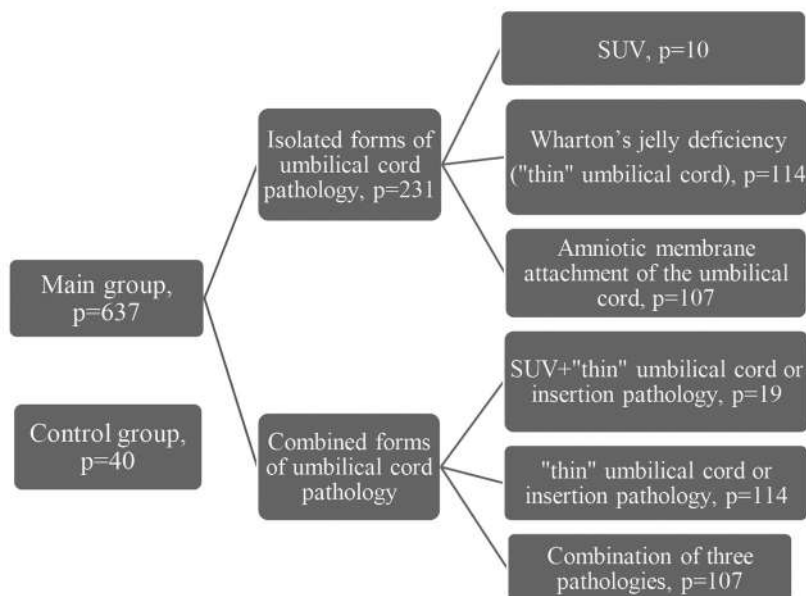 Main group,
p=637
Control group,
p=40
Isolated forms of
umbilical cord
pathology, p=231
Combined forms
of umbilical cord
pathology
SUV, p=10
Wharton's jelly deficiency
("thin" umbilical cord), p=114
Amniotic membrane
attachment of the umbilical
cord, p=107
SUV+"thin" umbilical cord or
insertion pathology, p=19
"thin" umbilical cord or
insertion pathology, p=114
Combination of three
pathologies, p=107